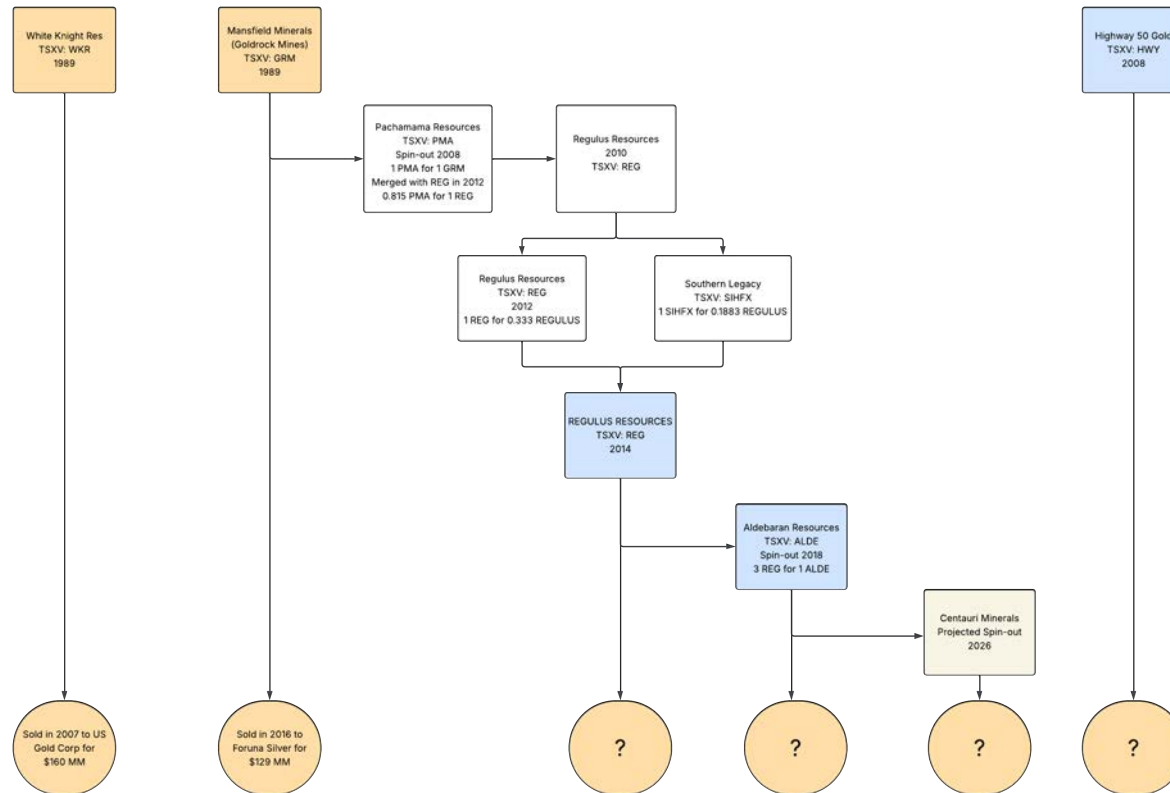 White Knight Res
TSXV: WKR
1989
Mansfield Minerals
(Goldrock Mines)
TSXV: GRM
1989
Highway 50 Gold
TSXV: HWY
2008
Pachamama Resources
TSXV: PMA
Spin-out 2008
1 PMA for 1 GRM
Merged with REG in 2012
0.815 PMA for 1 REG
Regulus Resources
2010
TSXV: REG
Regulus Resources
TSXV: REG
2012
1 REG for 0.333 REGULUS
Southern Legacy
TSXV: SIHFX
1 SIHFX for 0.1883 REGULUS
REGULUS RESOURCES
TSXV: REG
2014
Aldebaran Resources
TSXV: ALDE
Spin-out 2018
3 REG for 1 ALDE
Centauri Minerals
Projected Spin-out
2026
Sold in 2007 to US
Gold Corp for
$160 MM
Sold in 2016 to
Foruna Silver for
$129 MM
?
?
?
?